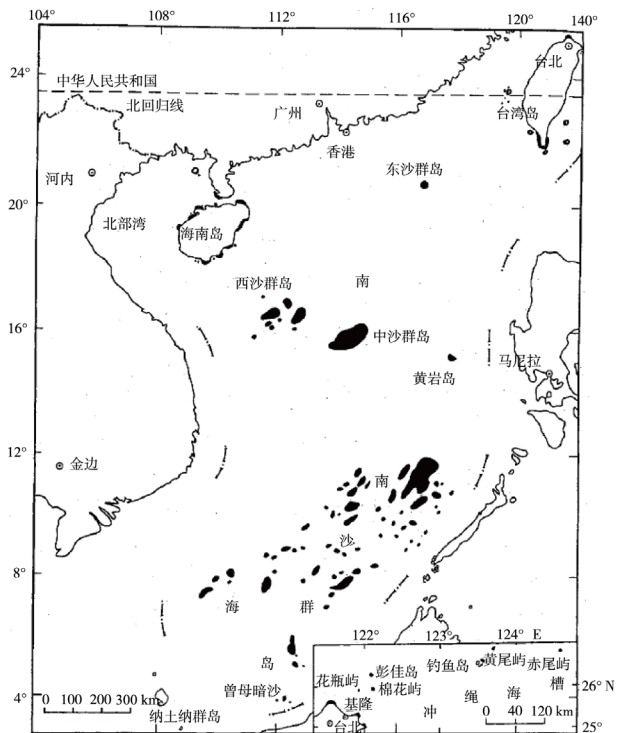 104° 108° 112° 116° 120° 140°
24°
20°
16°
12°
8°
4°
中华人民共和国
北回归线
台北
广州
台湾岛
香港
河内
东沙群岛
北部湾
海南岛
西沙群岛
南
中沙群岛
马尼拉
黄岩岛
金边
南
沙
海 群
岛
曾母暗沙
纳土纳群岛
0 100 200 300 km
122° 123° 124° E
花瓶屿
彭佳岛
钓鱼岛
黄尾屿
赤尾屿
棉花屿
槽
26° N
基隆
冲 绳 海
台北
0 40 80 120 km
25°